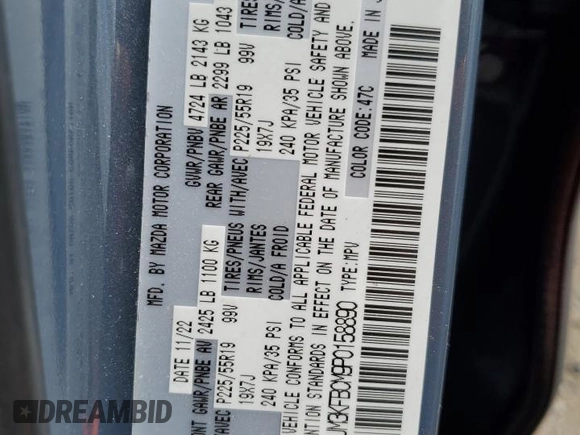 MFD. BY MAZDA MOTOR CORPORATION
DATE 11/22 GVWR/PNBV 4724 LB 2143 KG
GAWR/PNBE AV 2425 LB 1100 KG REAR GAWR/PNBE AR 2299 LB 1043
P225/55R19 99V TIRES/PNEUS WITH/AVEC P225/55R19 99V
19X7J RIMS/JANTES 19X7J
240 KPA/35 PSI COLD/A FROID 240 KPA/35 PSI
VEHICLE CONFORMS TO ALL APPLICABLE FEDERAL MOTOR VEHICLE SAFETY AND
STANDARDS IN EFFECT ON THE DATE OF MANUFACTURE SHOWN ABOVE.
TYPE:MPV COLOR CODE:47C MADE IN
DREAMBID